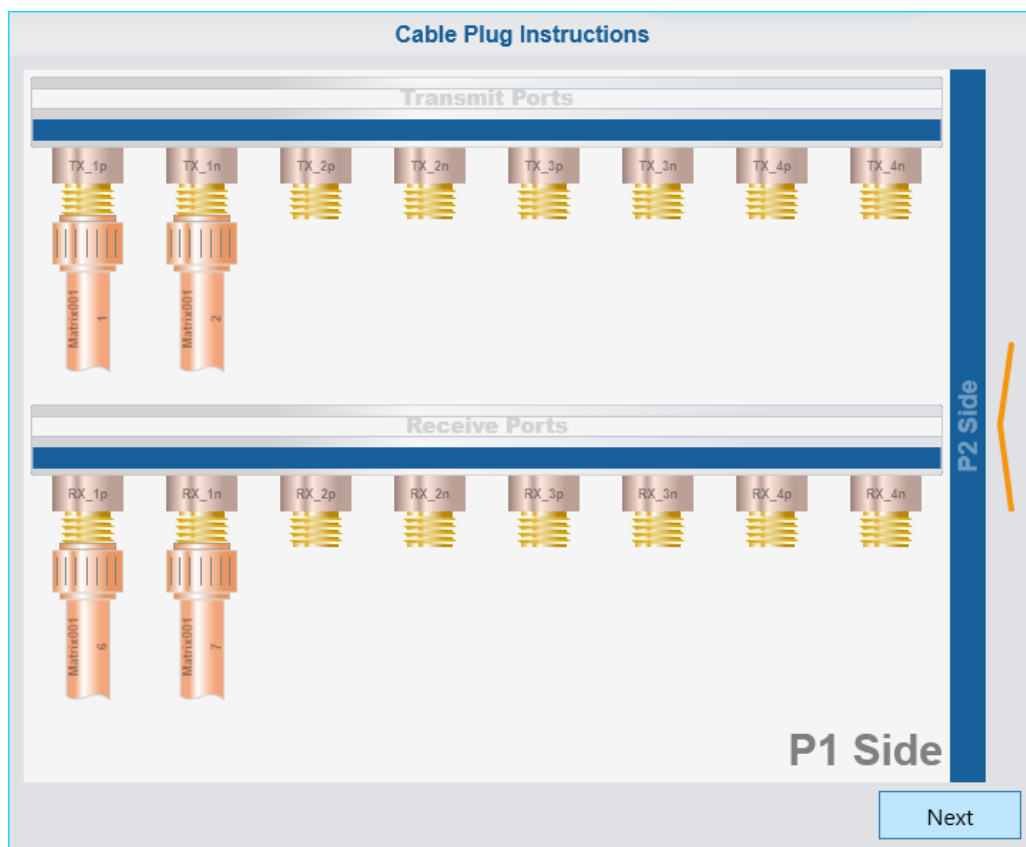 Cable Plug Instructions
Transmit Ports
TX_1p TX_1n TX_2p TX_2n TX_3p TX_3n TX_4p TX_4n
Matrix001 1
Matrix001 2
Receive Ports
RX_1p RX_1n RX_2p RX_2n RX_3p RX_3n RX_4p RX_4n
Matrix001 6
Matrix001 7
P2 Side
P1 Side
Next